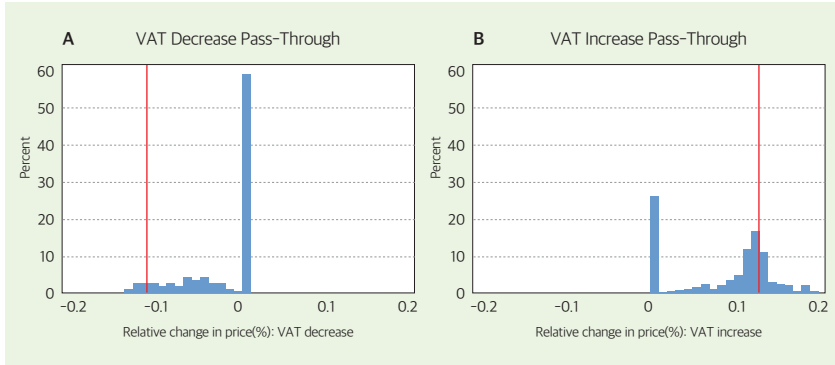 A VAT Decrease Pass-Through
60
50
40
30
20
10
0
Percent
-0.2 -0.1 0 0.1 0.2
Relative change in price(%): VAT decrease
B VAT Increase Pass-Through
60
50
40
30
20
10
0
Percent
-0.2 -0.1 0 0.1 0.2
Relative change in price(%): VAT increase